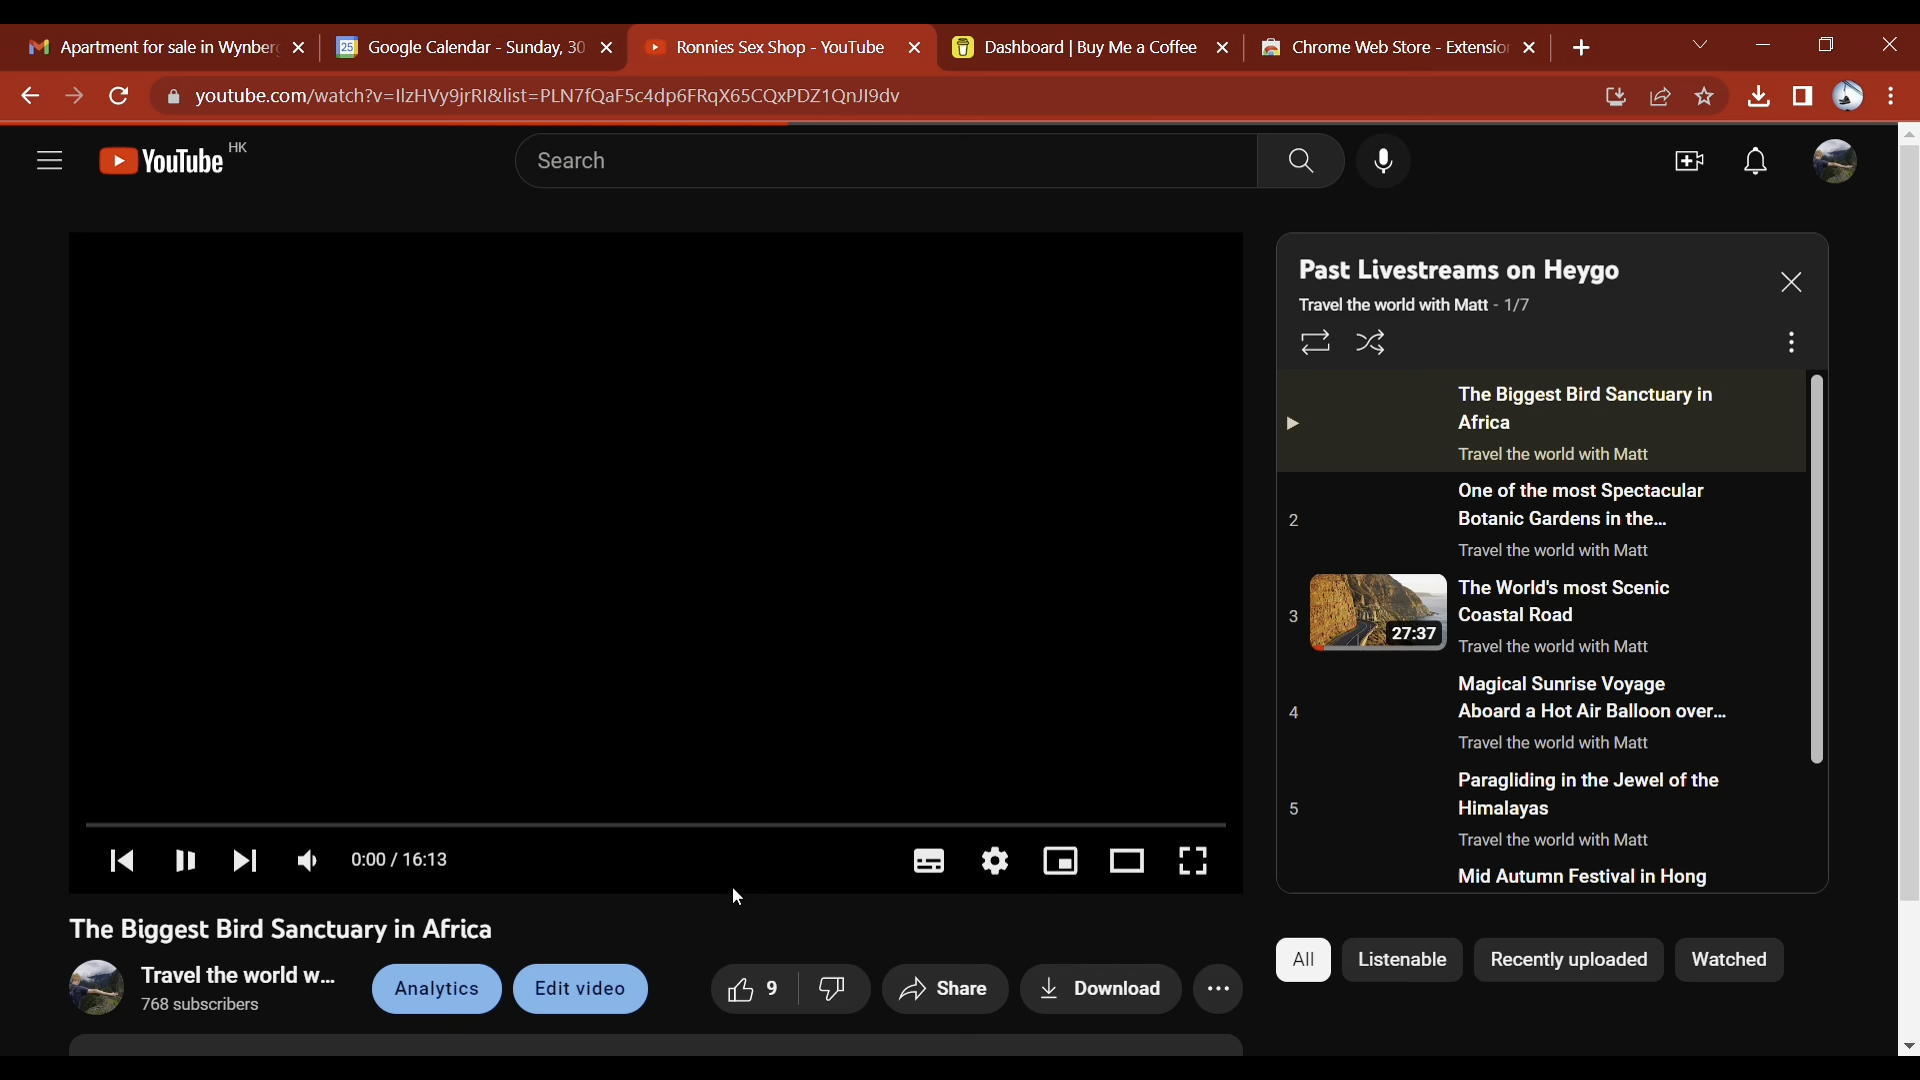 Apartment for sale in Wynber
25 Google Calendar - Sunday, 30
Ronnies Sex Shop - YouTube
Dashboard | Buy Me a Coffee
Chrome Web Store - Extensio
youtube.com/watch?v=IlzHVy9jrRI&list=PLN7fQaF5c4dp6FRqX65CQxPDZ1QnJI9dv
YouTube HK
Search
Past Livestreams on Heygo
Travel the world with Matt - 1/7
The Biggest Bird Sanctuary in
Africa
Travel the world with Matt
2
One of the most Spectacular
Botanic Gardens in the...
Travel the world with Matt
3
27:37
The World's most Scenic
Coastal Road
Travel the world with Matt
4
Magical Sunrise Voyage
Aboard a Hot Air Balloon over...
Travel the world with Matt
5
Paragliding in the Jewel of the
Himalayas
Travel the world with Matt
Mid Autumn Festival in Hong
0:00 / 16:13
The Biggest Bird Sanctuary in Africa
Travel the world w...
768 subscribers
Analytics
Edit video
9
Share
Download
All
Listenable
Recently uploaded
Watched